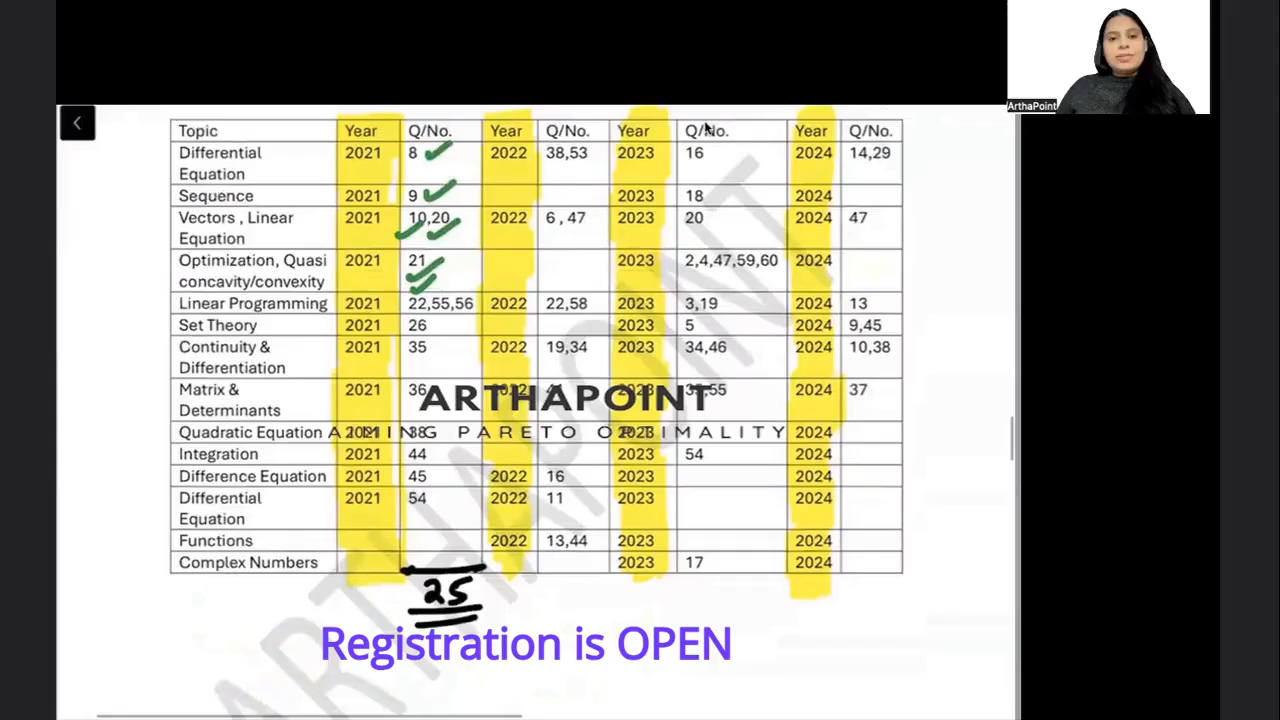 ArthaPoint
Topic Year Q/No. Year Q/No. Year Q/No. Year Q/No.
Differential 2021 8 2022 38,53 2023 16 2024 14,29
Equation
Sequence 2021 9 2023 18 2024
Vectors , Linear 2021 10,20 2022 6 , 47 2023 20 2024 47
Equation
Optimization, Quasi 2021 21 2023 2,4,47,59,60 2024
concavity/convexity
Linear Programming 2021 22,55,56 2022 22,58 2023 3,19 2024 13
Set Theory 2021 26 2023 5 2024 9,45
Continuity & 2021 35 2022 19,34 2023 34,46 2024 10,38
Differentiation
Matrix & 2021 36 2022 2023 2024 37
Determinants
ARTHAPOINT
Quadratic Equation 2021 38 2023 2024
AIMING PARETO OPTIMALITY
Integration 2021 44 2023 54 2024
Difference Equation 2021 45 2022 16 2023 2024
Differential 2021 54 2022 11 2023 2024
Equation
Functions 2022 13,44 2023 2024
Complex Numbers 2023 17 2024
25
Registration is OPEN
ARTHAPOINT